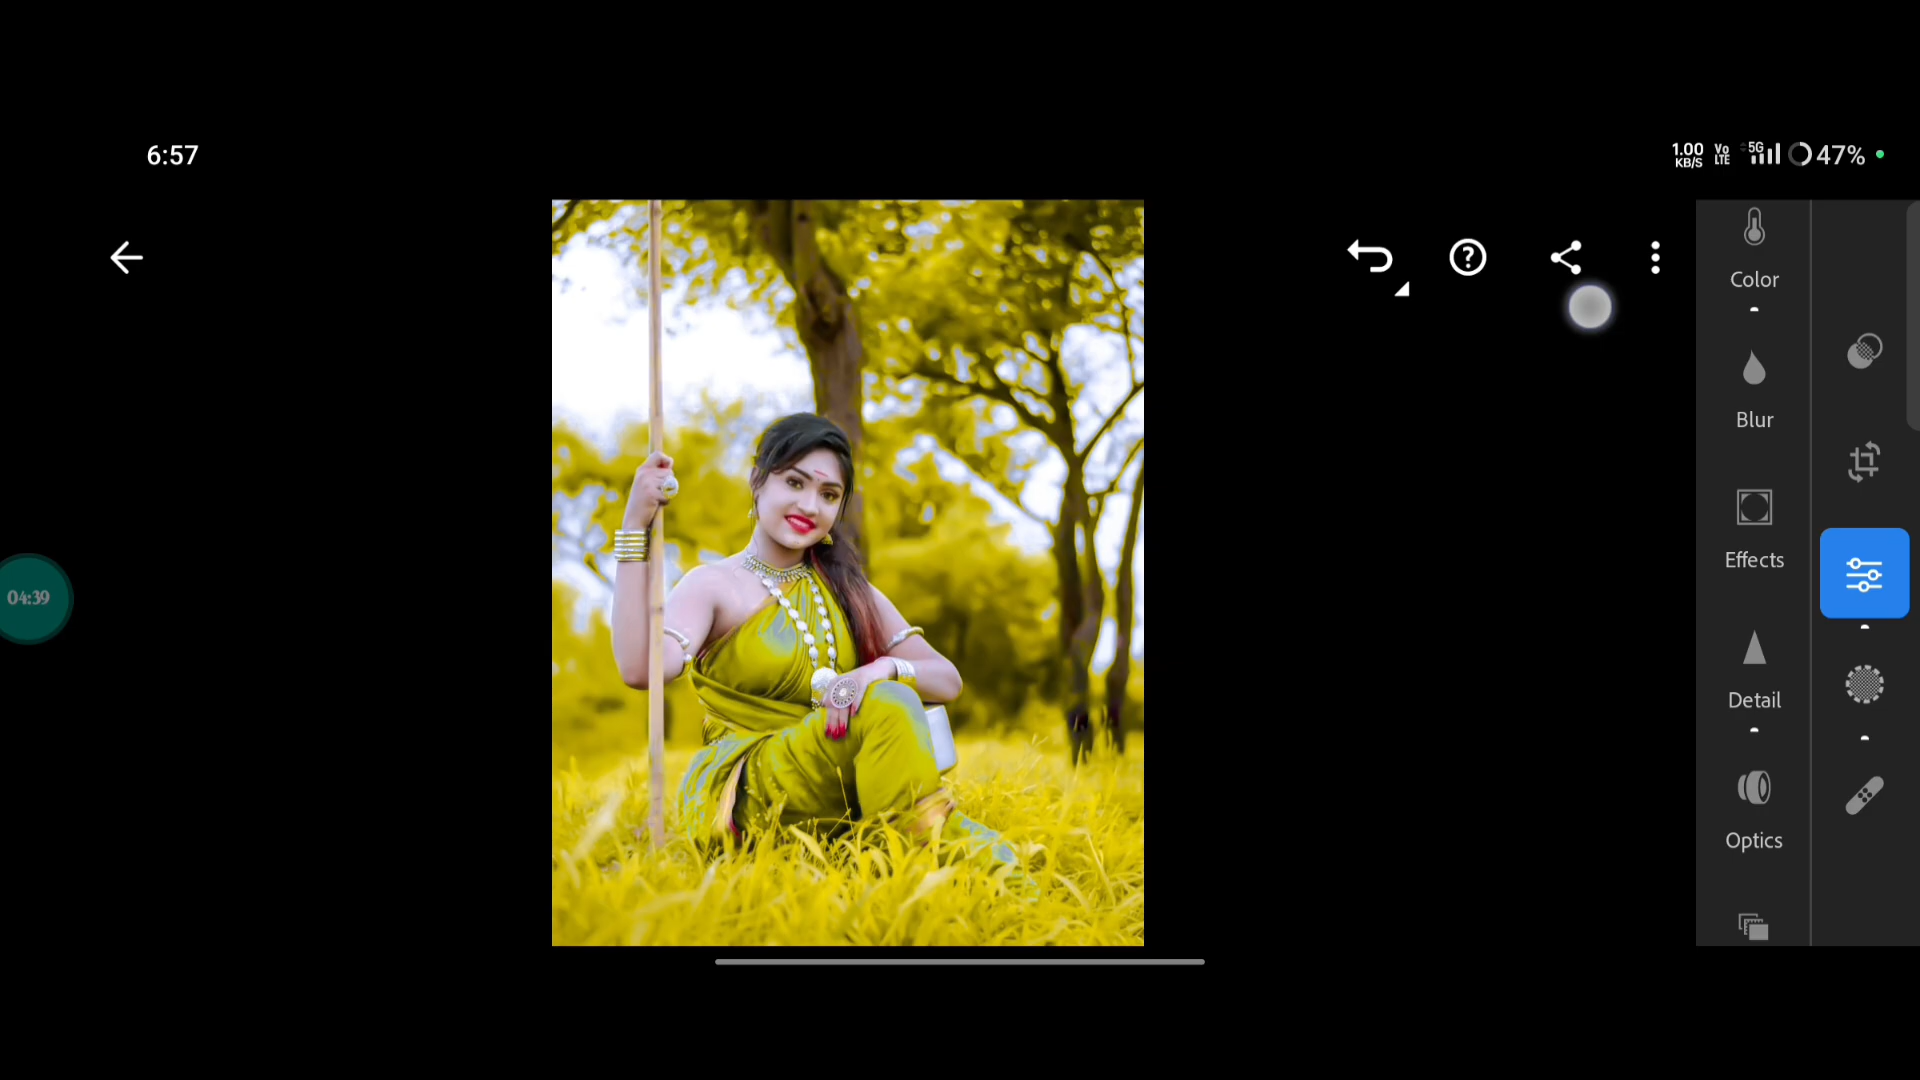 6:57
1.00 KB/S Vo LTE 5G 47%
Color
Blur
Effects
04:39
Detail
Optics